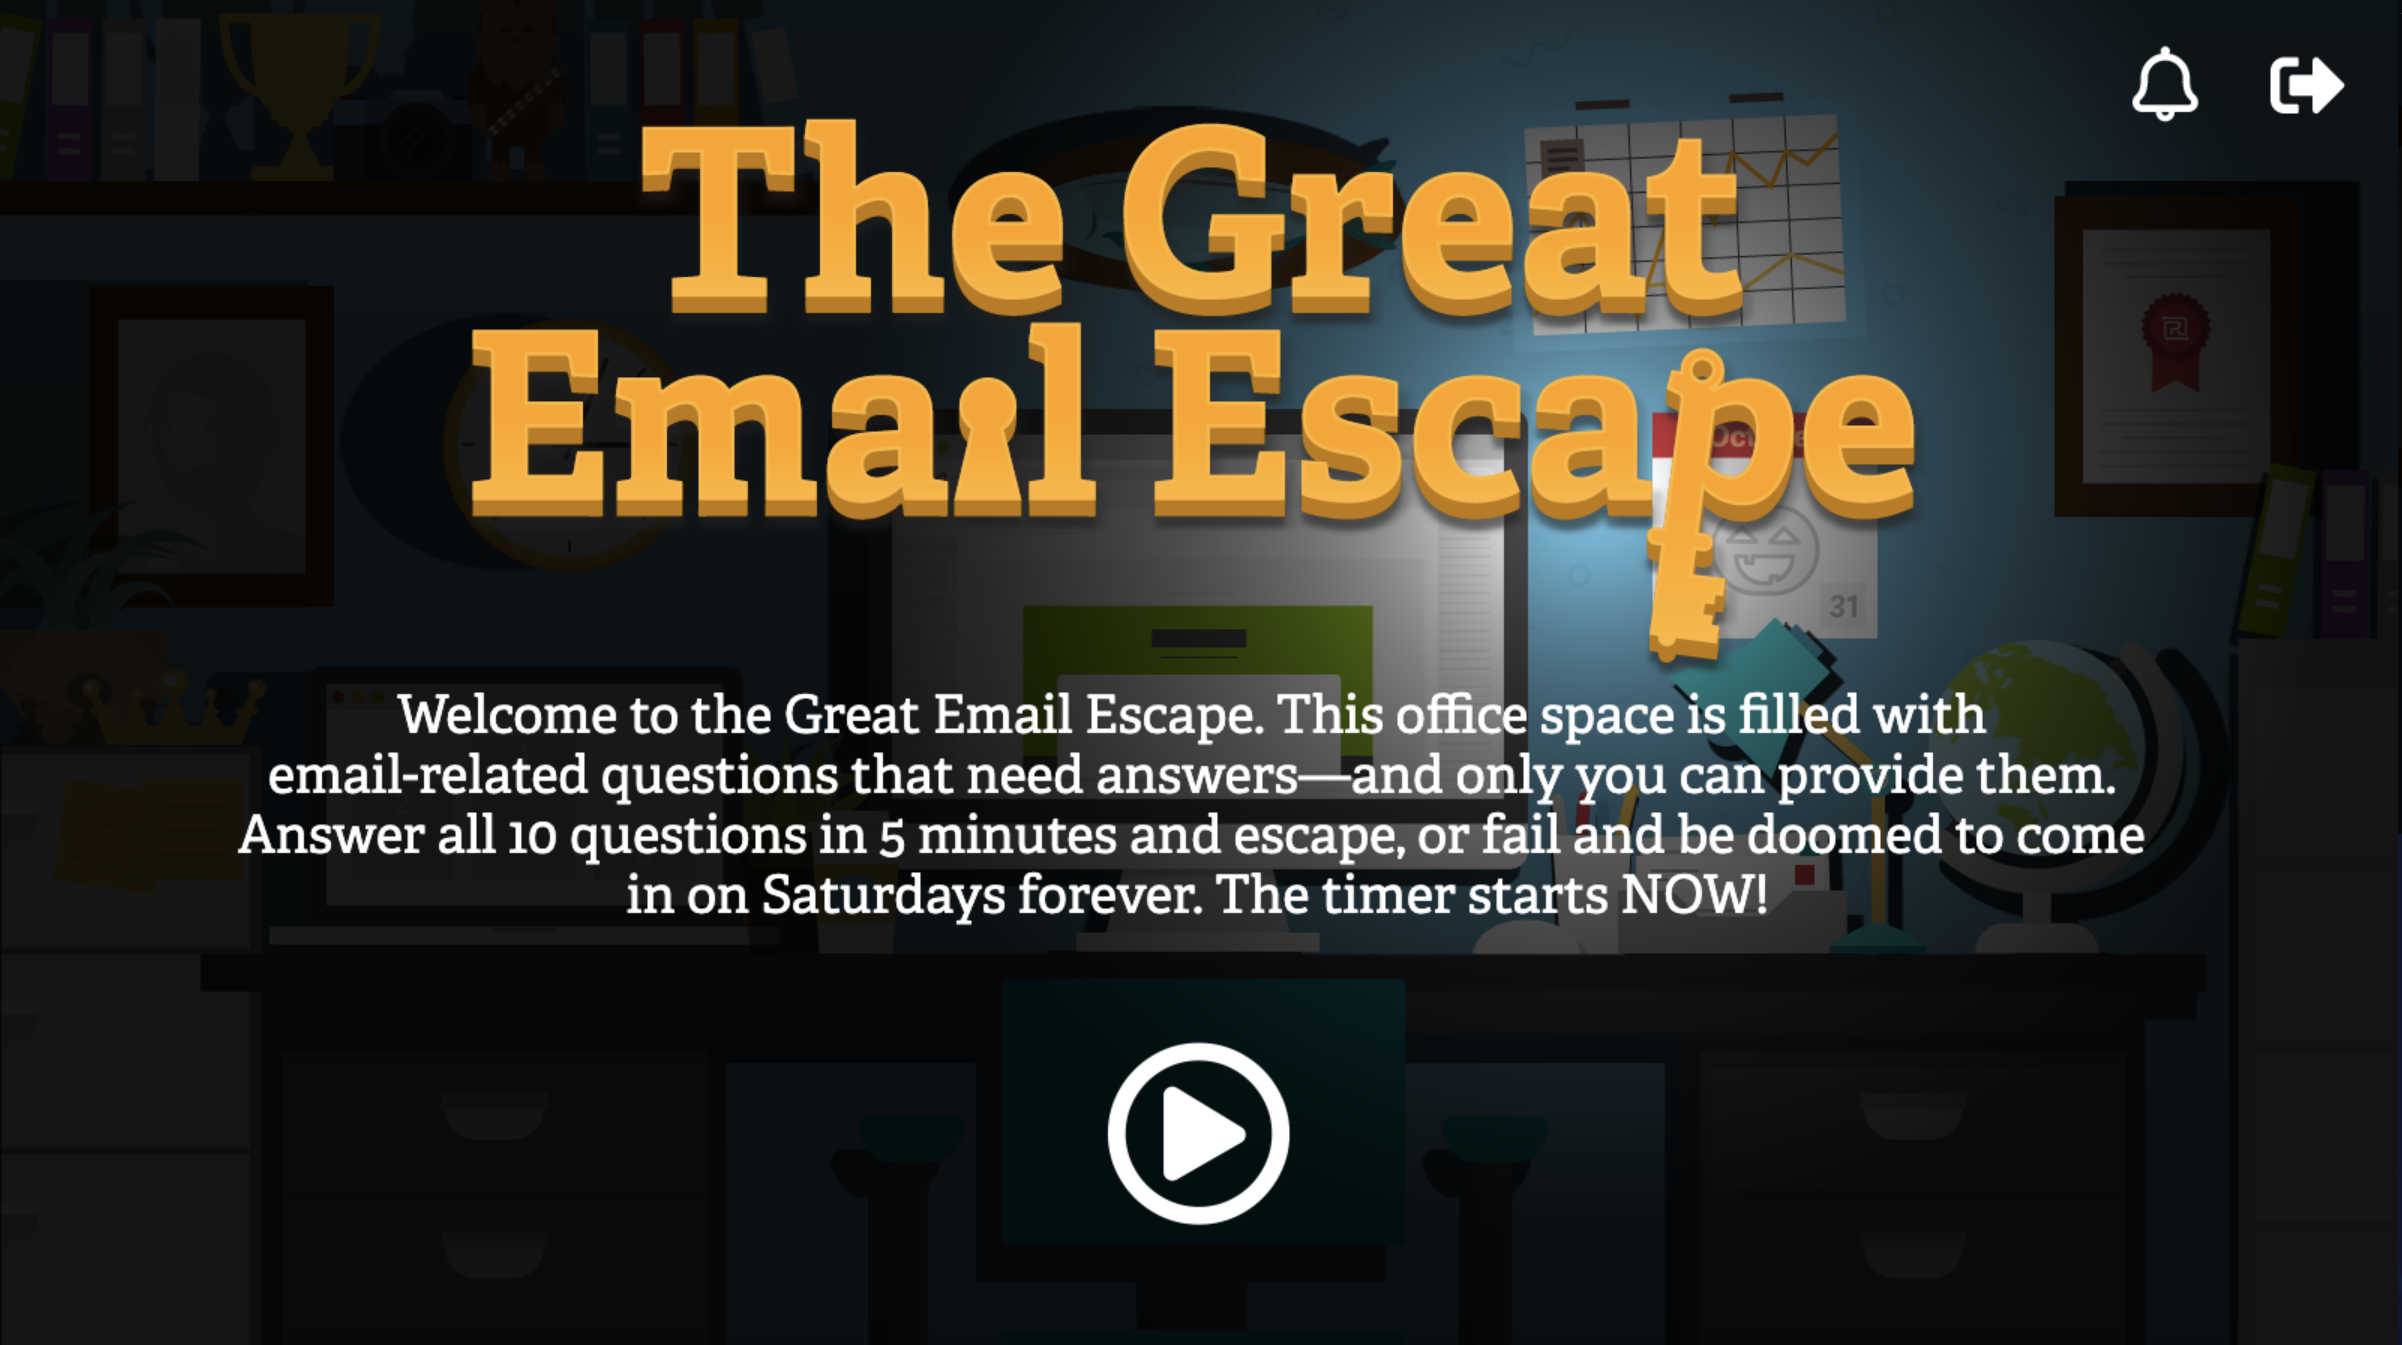 The Great
Email Escape
31
Welcome to the Great Email Escape. This office space is filled with
email-related questions that need answers—and only you can provide them.
Answer all 10 questions in 5 minutes and escape, or fail and be doomed to come
in on Saturdays forever. The timer starts NOW!